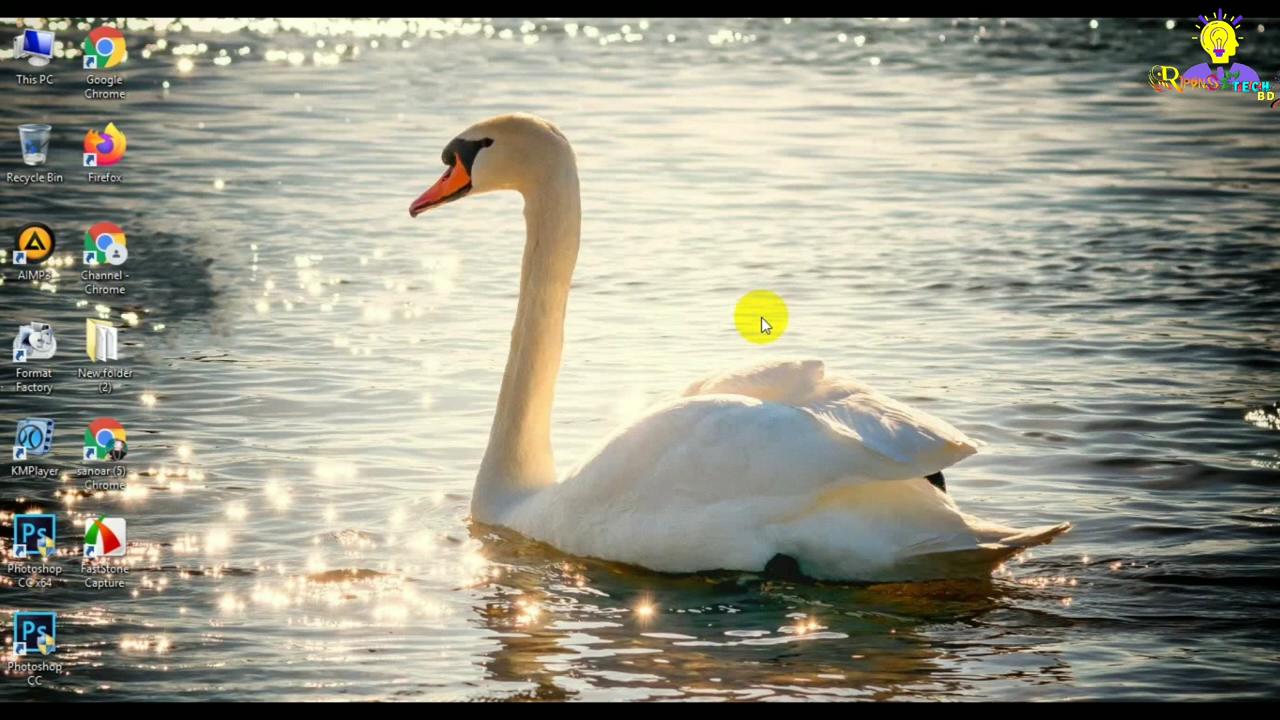 This PC
Google
Chrome
Recycle Bin
Firefox
AIMP3
Channel -
Chrome
Format
Factory
New folder
(2)
KMPlayer
sanoar (5) -
Chrome
Photoshop
CC x64
FastStone
Capture
Photoshop
CC
RIPON'S TECH
BD